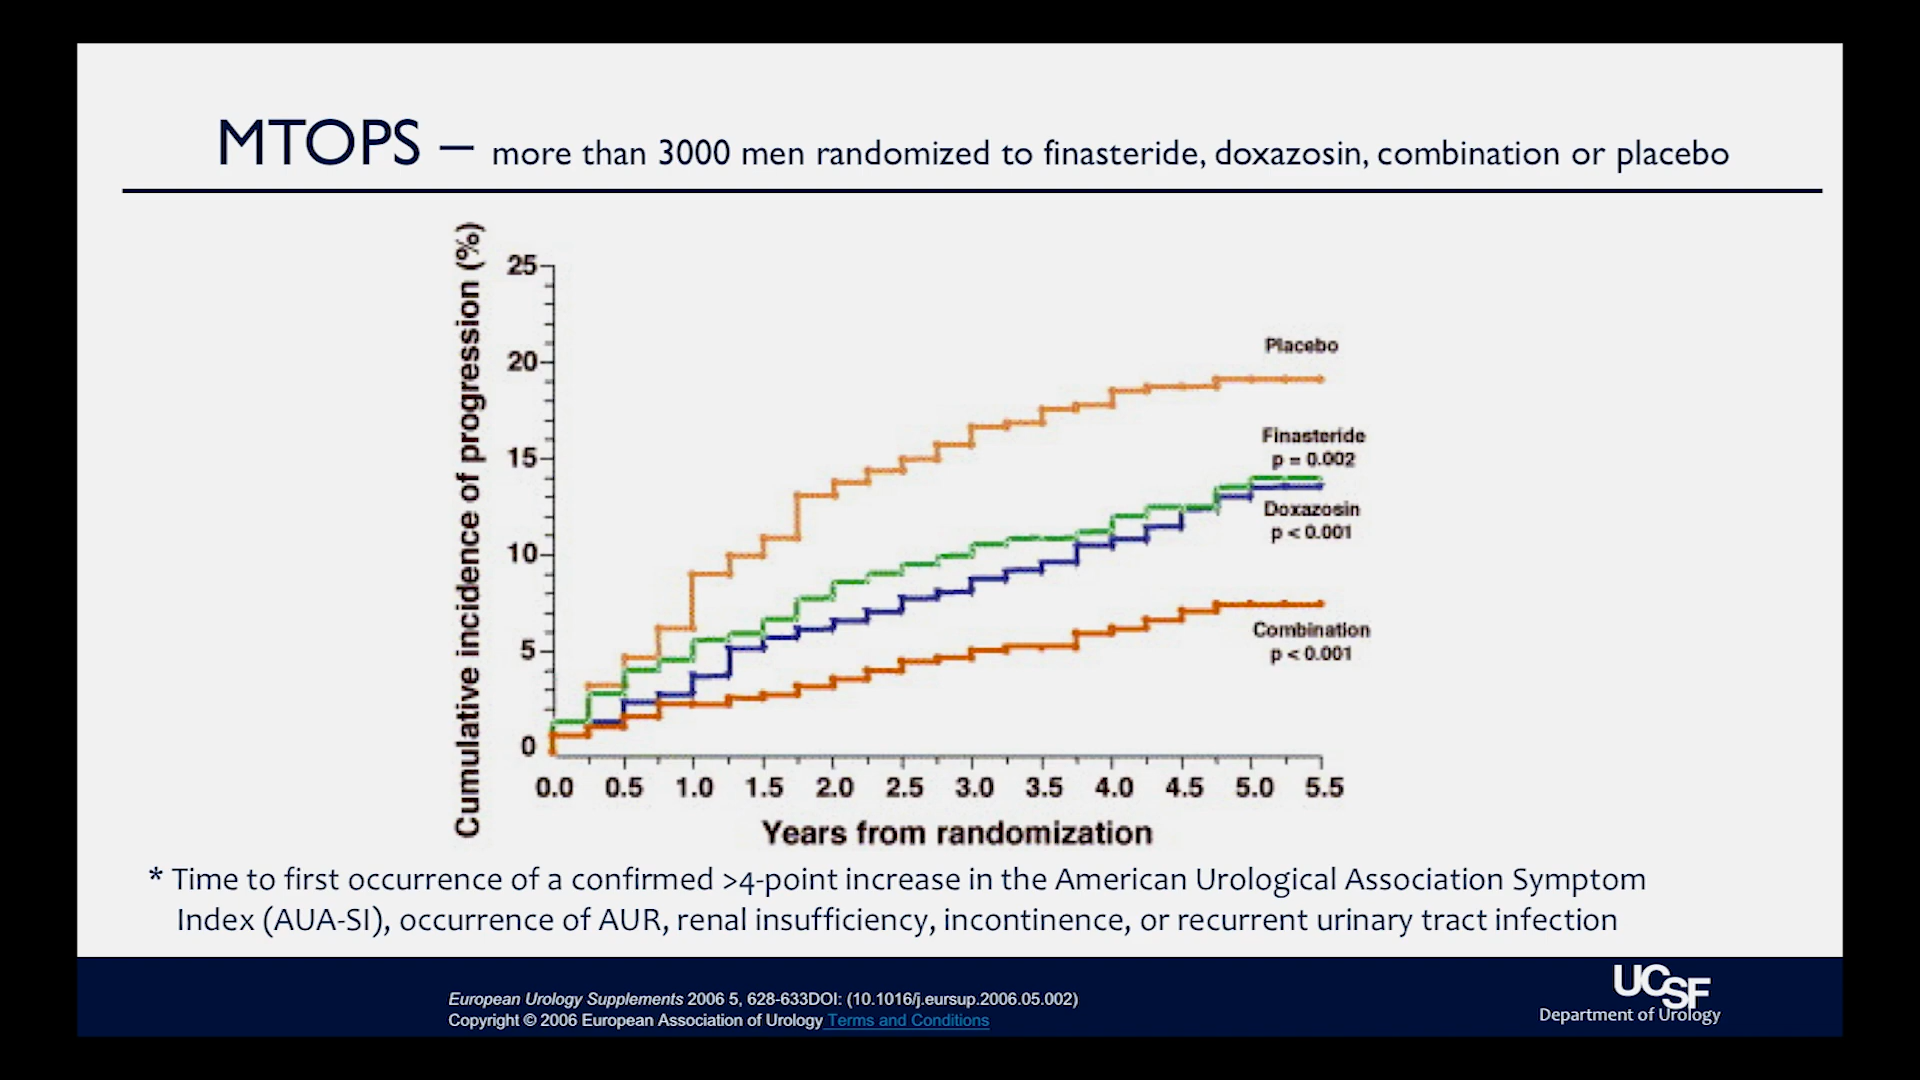 MTOPS – more than 3000 men randomized to finasteride, doxazosin, combination or placebo
Cumulative incidence of progression (%)
25
20
15
10
5
0
Placebo
Finasteride
p = 0.002
Doxazosin
p < 0.001
Combination
p < 0.001
0.0 0.5 1.0 1.5 2.0 2.5 3.0 3.5 4.0 4.5 5.0 5.5
Years from randomization
* Time to first occurrence of a confirmed >4-point increase in the American Urological Association Symptom
Index (AUA-SI), occurrence of AUR, renal insufficiency, incontinence, or recurrent urinary tract infection
European Urology Supplements 2006 5, 628-633DOI: (10.1016/j.eursup.2006.05.002)
Copyright © 2006 European Association of Urology Terms and Conditions
UCSF
Department of Urology